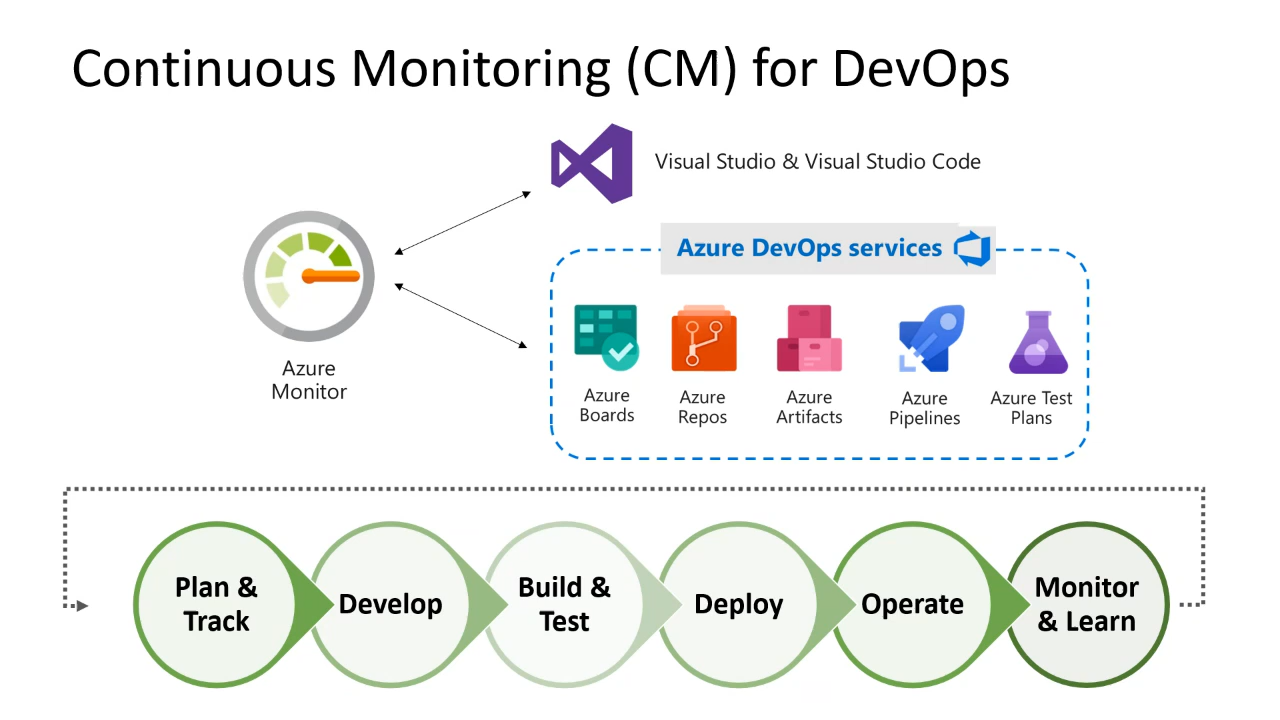 Continuous Monitoring (CM) for DevOps
Visual Studio & Visual Studio Code
Azure DevOps services
Azure
Monitor
Azure
Boards
Azure
Repos
Azure
Artifacts
Azure
Pipelines
Azure Test
Plans
Plan &
Track
Develop
Build &
Test
Deploy
Operate
Monitor
& Learn